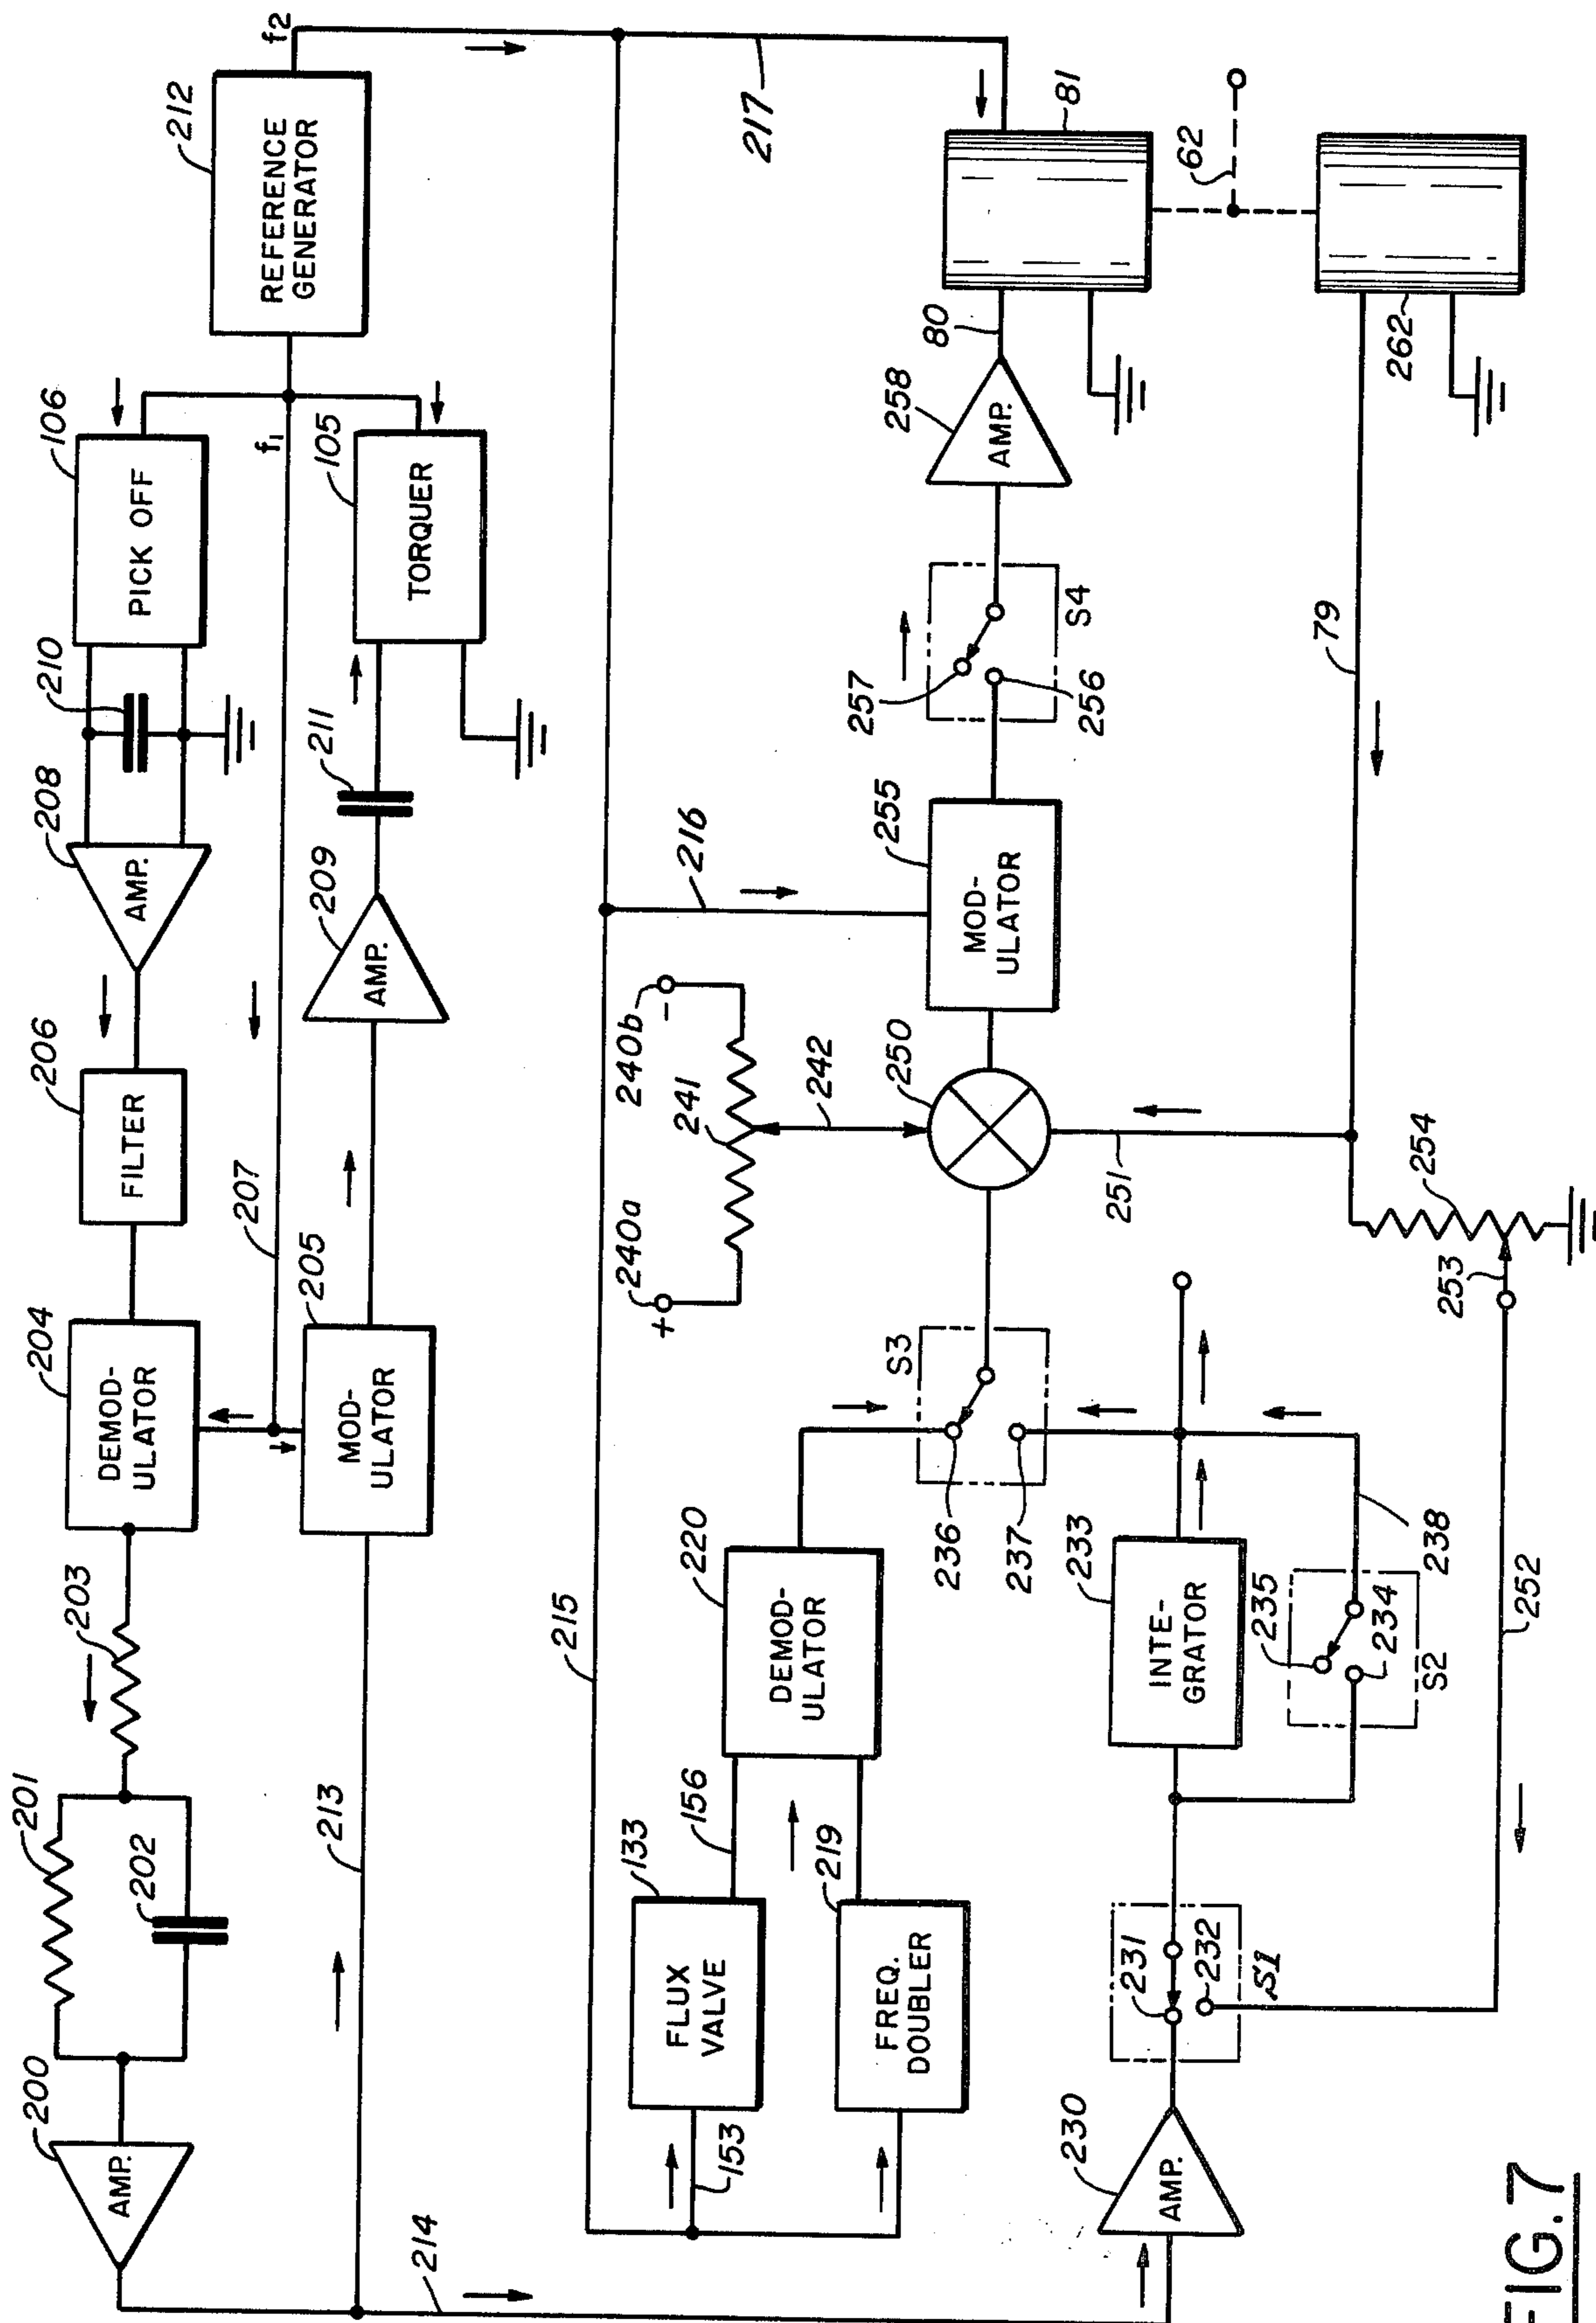 f2
212
REFERENCE
GENERATOR
106
PICK OFF
f1
105
TORQUER
210
208
AMP.
211
209
AMP.
206
FILTER
207
204
DEMOD-
ULATOR
205
MOD-
ULATOR
203
201
202
213
200
AMP.
214
217
81
62
80
262
258
AMP.
S4
257
256
79
216
255
MOD-
ULATOR
240b
−
241
242
250
240a
+
251
254
253
S3
236
237
215
220
DEMOD-
ULATOR
233
INTE-
GRATOR
238
235
234
S2
252
156
133
FLUX
VALVE
219
FREQ.
DOUBLER
153
231
232
S1
230
AMP.
FIG.7